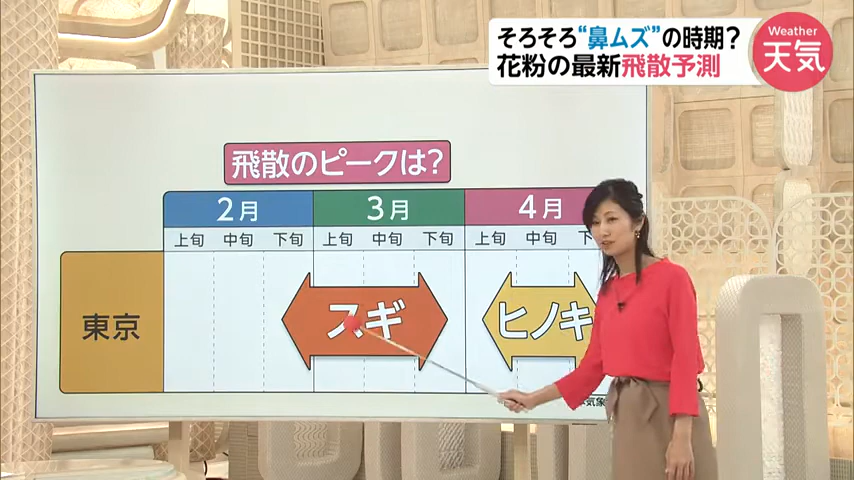 そろそろ“鼻ムズ”の時期?
花粉の最新飛散予測
Weather
天気
飛散のピークは?
2月 3月 4月
上旬 中旬 下旬 上旬 中旬 下旬 上旬 中旬 下
東京 スギ ヒノキ
気象